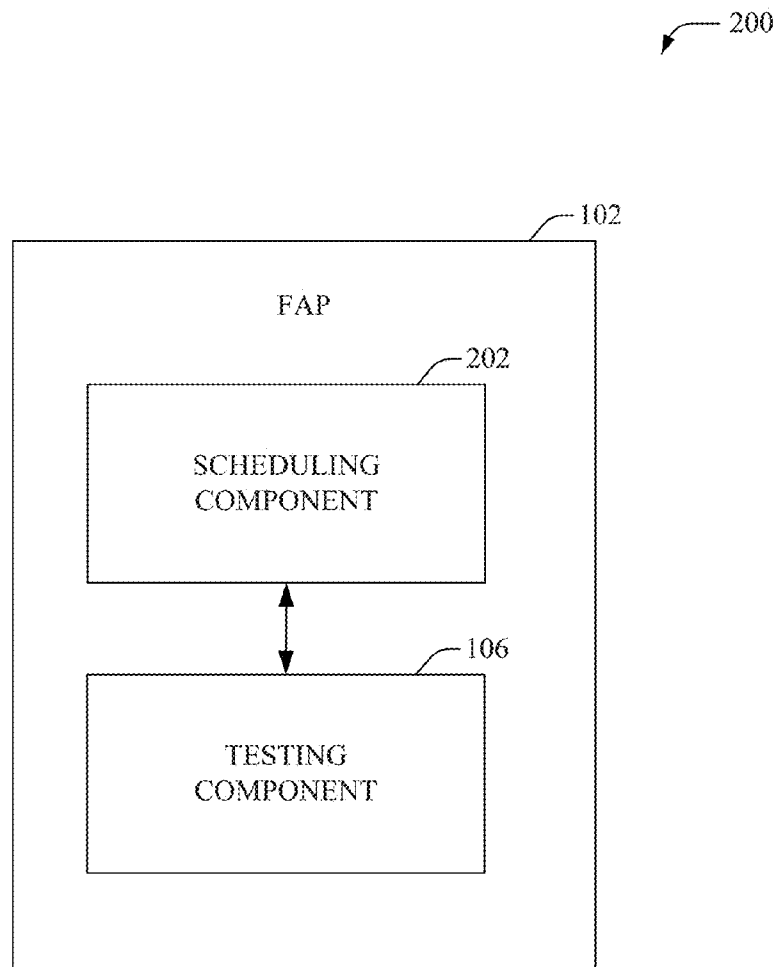 200
102
FAP
202
SCHEDULING
COMPONENT
106
TESTING
COMPONENT